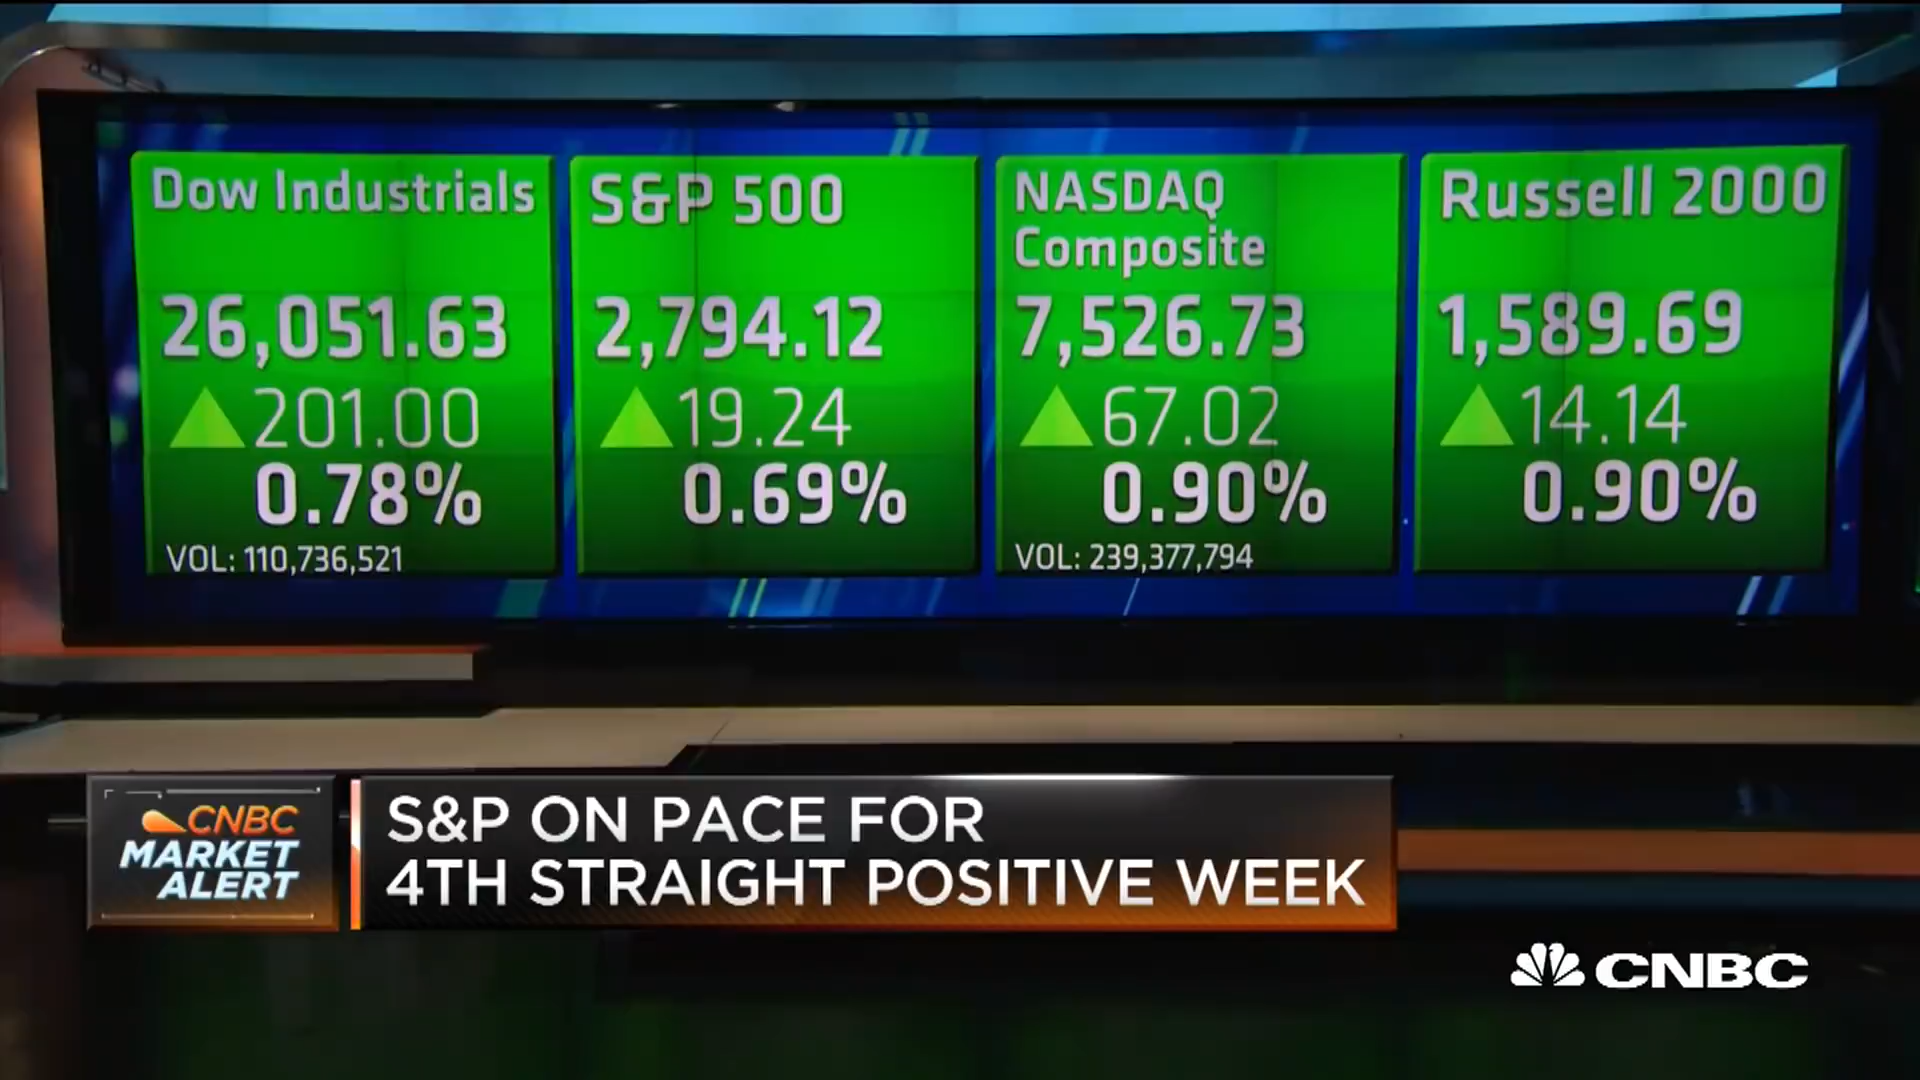 Dow Industrials
26,051.63
201.00
0.78%
VOL: 110,736,521
S&P 500
2,794.12
19.24
0.69%
NASDAQ
Composite
7,526.73
67.02
0.90%
VOL: 239,377,794
Russell 2000
1,589.69
14.14
0.90%
CNBC
MARKET
ALERT
S&P ON PACE FOR
4TH STRAIGHT POSITIVE WEEK
CNBC